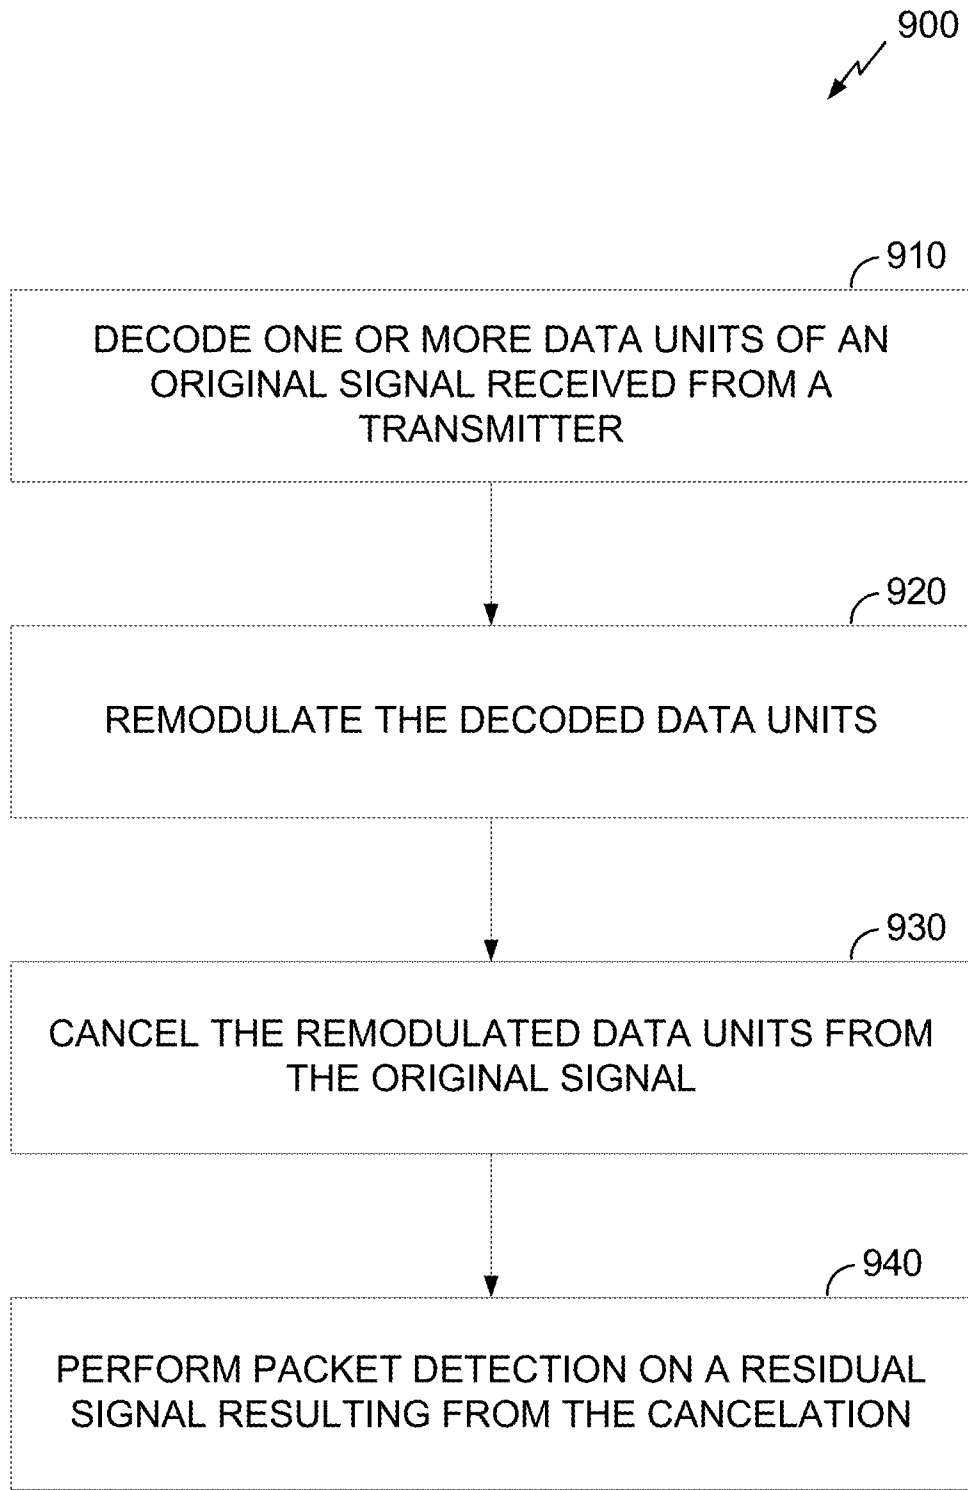 900
910
DECODE ONE OR MORE DATA UNITS OF AN
ORIGINAL SIGNAL RECEIVED FROM A
TRANSMITTER
920
REMODULATE THE DECODED DATA UNITS
930
CANCEL THE REMODULATED DATA UNITS FROM
THE ORIGINAL SIGNAL
940
PERFORM PACKET DETECTION ON A RESIDUAL
SIGNAL RESULTING FROM THE CANCELATION